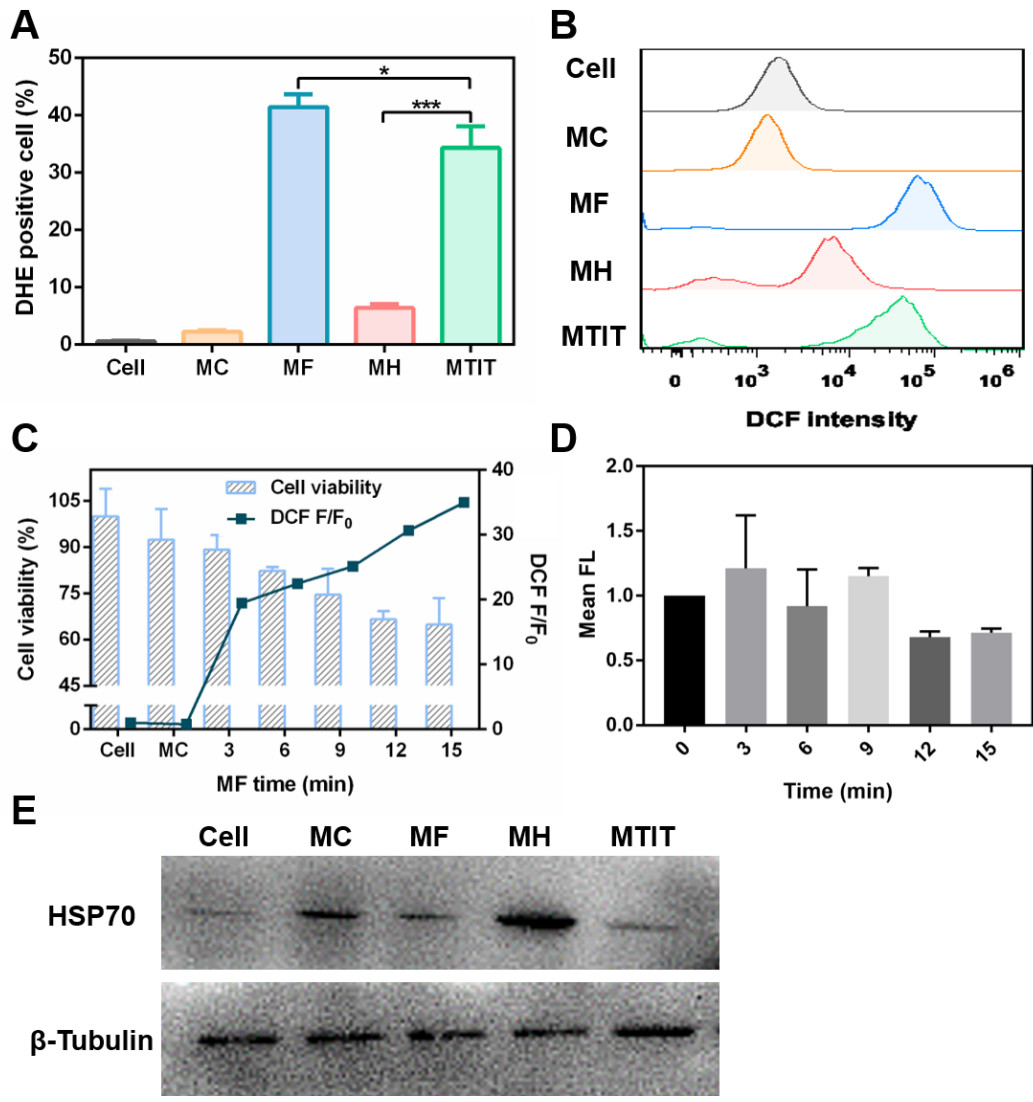 A
DHE positive cell (%)
50
40
30
20
10
0
*
***
Cell MC MF MH MTIT
B
Cell
MC
MF
MH
MTIT
0 10³ 10⁴ 10⁵ 10⁶
DCF intensity
C
Cell viability (%)
105
90
75
60
45
0
Cell viability
DCF F/F₀
40
30
20
10
0
DCF F/F₀
Cell MC 3 6 9 12 15
MF time (min)
D
Mean FL
2.0
1.5
1.0
0.5
0.0
0 3 6 9 12 15
Time (min)
E
Cell MC MF MH MTIT
HSP70
β-Tubulin